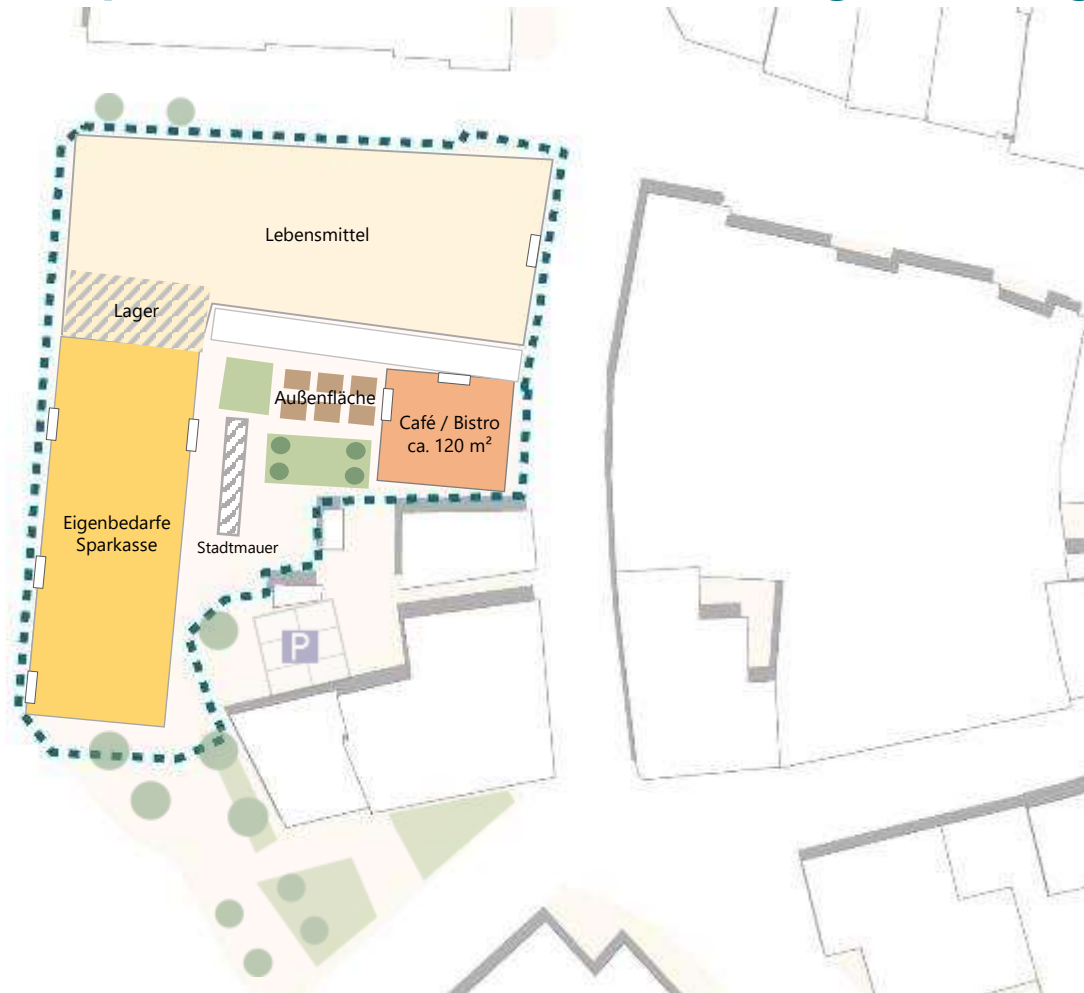 Lebensmittel
Lager
Außenfläche
Café / Bistro
ca. 120 m²
Eigenbedarfe
Sparkasse
Stadtmauer
P